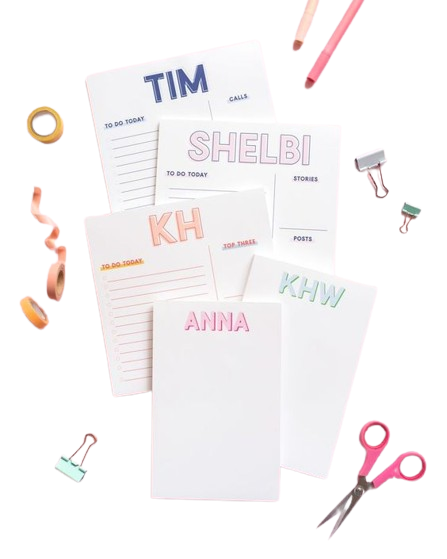 TIM
CALLS
TO DO TODAY
SHELBI
TO DO TODAY
STORIES
POSTS
KH
TOP THREE
TO DO TODAY
KHW
ANNA